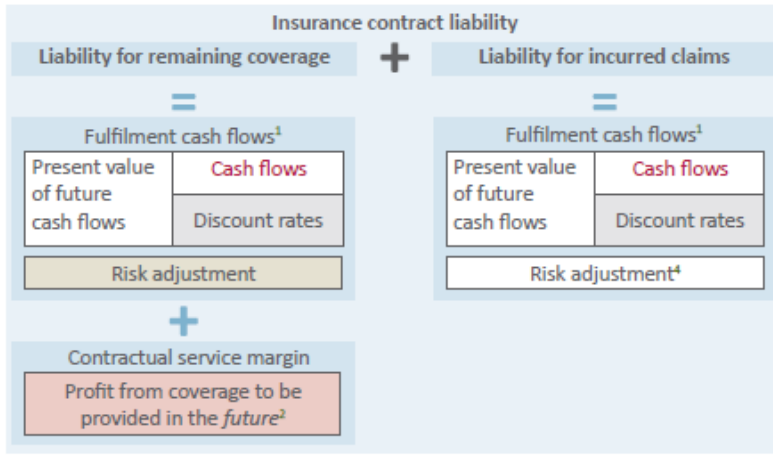 Insurance contract liability
Liability for remaining coverage
+
Liability for incurred claims
=
=
Fulfilment cash flows¹
Present value
of future
cash flows
Cash flows
Discount rates
Risk adjustment
Fulfilment cash flows¹
Present value
of future
cash flows
Cash flows
Discount rates
Risk adjustment⁴
+
Contractual service margin
Profit from coverage to be
provided in the future²